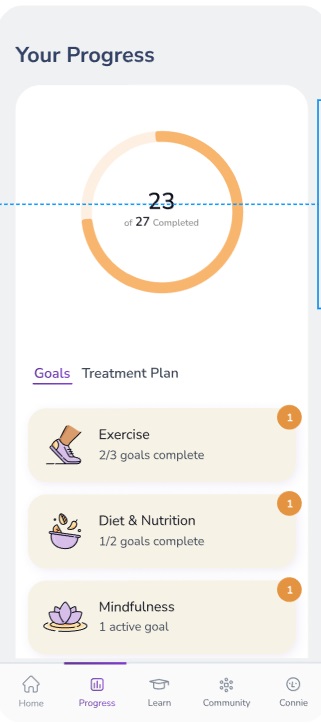 Your Progress
23
of 27 Completed
Goals Treatment Plan
1
Exercise
2/3 goals complete
1
Diet & Nutrition
1/2 goals complete
1
Mindfulness
1 active goal
Home Progress Learn Community Connie